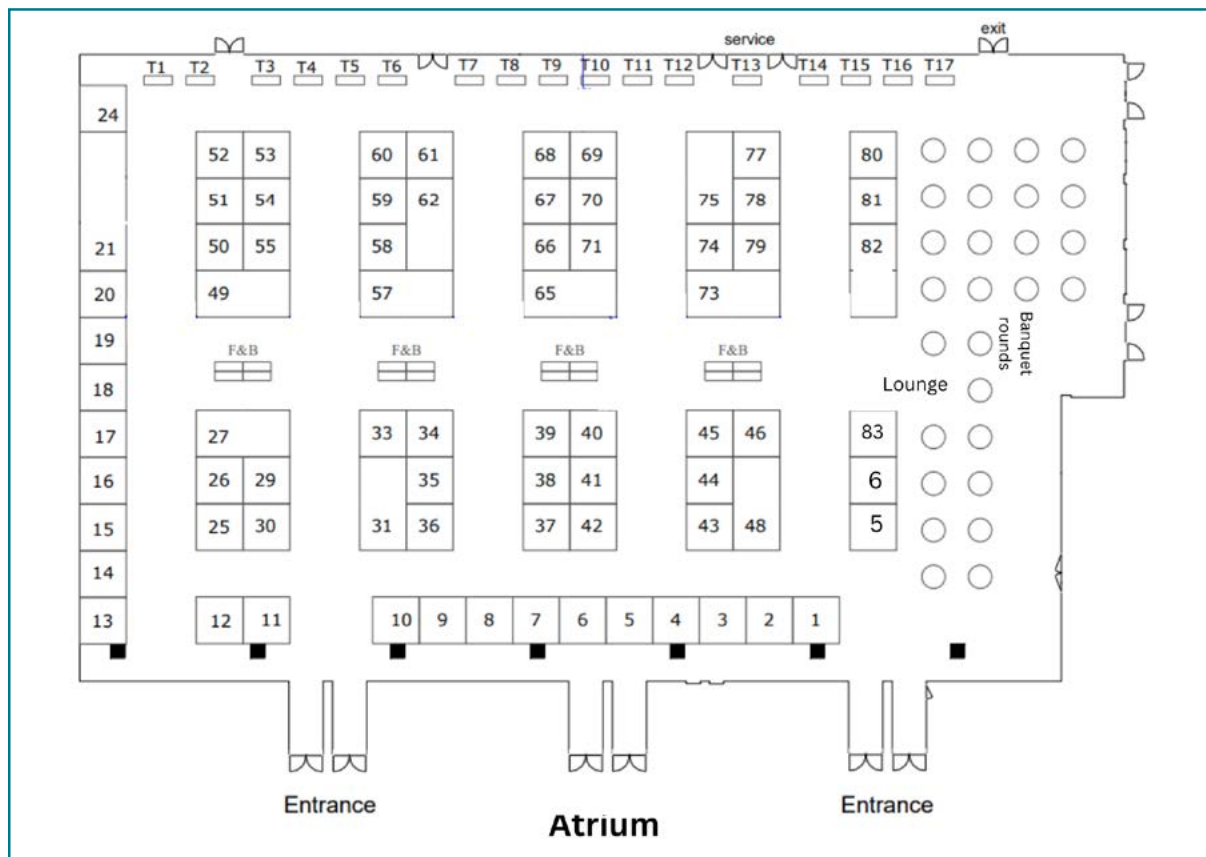 exit
service
T1 T2 T3 T4 T5 T6 T7 T8 T9 T10 T11 T12 T13 T14 T15 T16 T17
24
52 53 60 61 68 69 77 80
51 54 59 62 67 70 75 78 81
21 50 55 58 66 71 74 79 82
20 49 57 65 73
19
Banquet
rounds
F&B F&B F&B F&B
18 Lounge
17 27 33 34 39 40 45 46 83
16 26 29 35 38 41 44 6
15 25 30 31 36 37 42 43 48 5
14
13 12 11 10 9 8 7 6 5 4 3 2 1
Entrance Entrance
Atrium